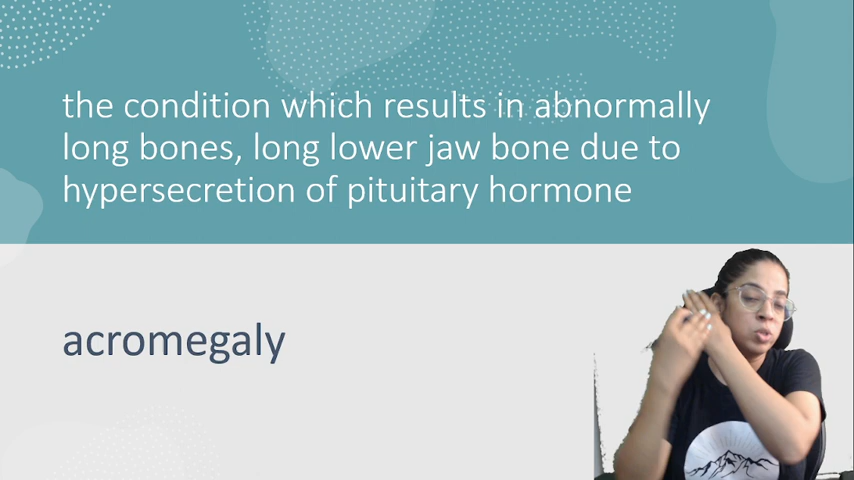 the condition which results in abnormally
long bones, long lower jaw bone due to
hypersecretion of pituitary hormone
acromegaly